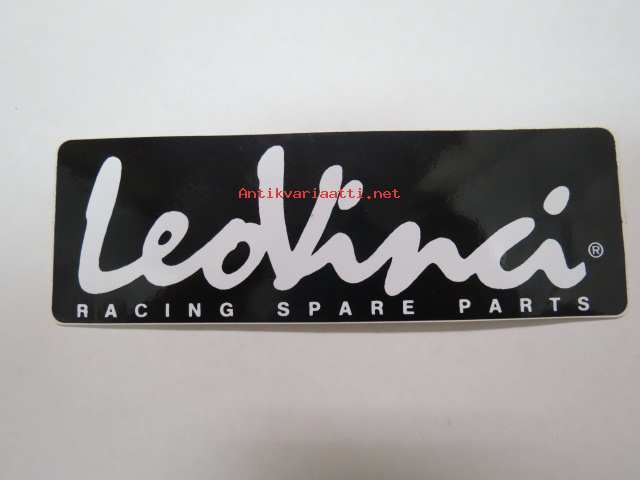 LeoVinci®
Antikvariaatti.net
RACING SPARE PARTS